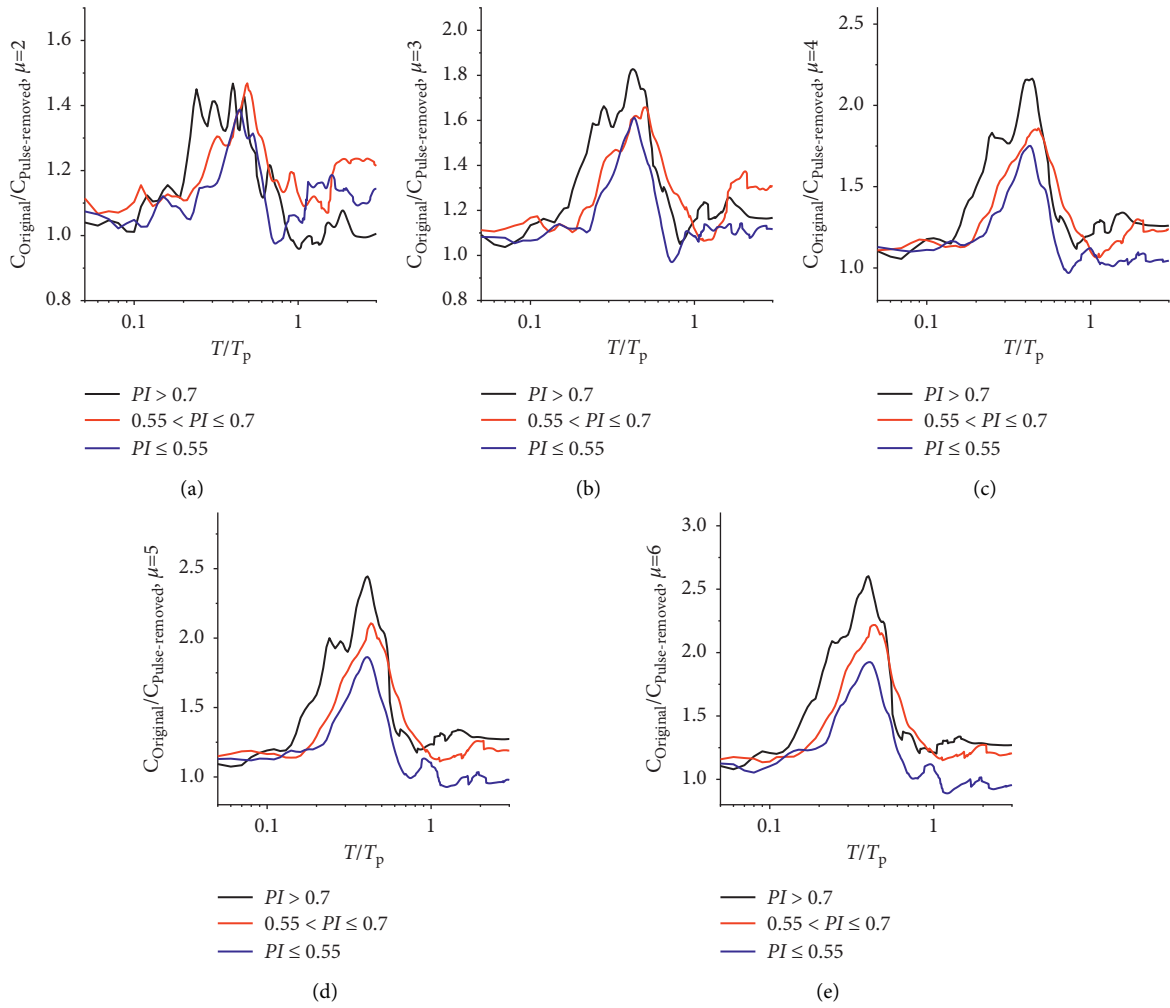 C_Original/C_Pulse-removed, μ=2
1.6
1.4
1.2
1.0
0.8
0.1
1
T/T_p
PI > 0.7
0.55 < PI ≤ 0.7
PI ≤ 0.55
(a)
C_Original/C_Pulse-removed, μ=3
2.1
1.8
1.6
1.4
1.2
1.0
0.8
0.1
1
T/T_p
PI > 0.7
0.55 < PI ≤ 0.7
PI ≤ 0.55
(b)
C_Original/C_Pulse-removed, μ=4
2.5
2.0
1.5
1.0
0.1
1
T/T_p
PI > 0.7
0.55 < PI ≤ 0.7
PI ≤ 0.55
(c)
C_Original/C_Pulse-removed, μ=5
2.5
2.0
1.5
1.0
0.1
1
T/T_p
PI > 0.7
0.55 < PI ≤ 0.7
PI ≤ 0.55
(d)
C_Original/C_Pulse-removed, μ=6
3.0
2.5
2.0
1.5
1.0
0.1
1
T/T_p
PI > 0.7
0.55 < PI ≤ 0.7
PI ≤ 0.55
(e)